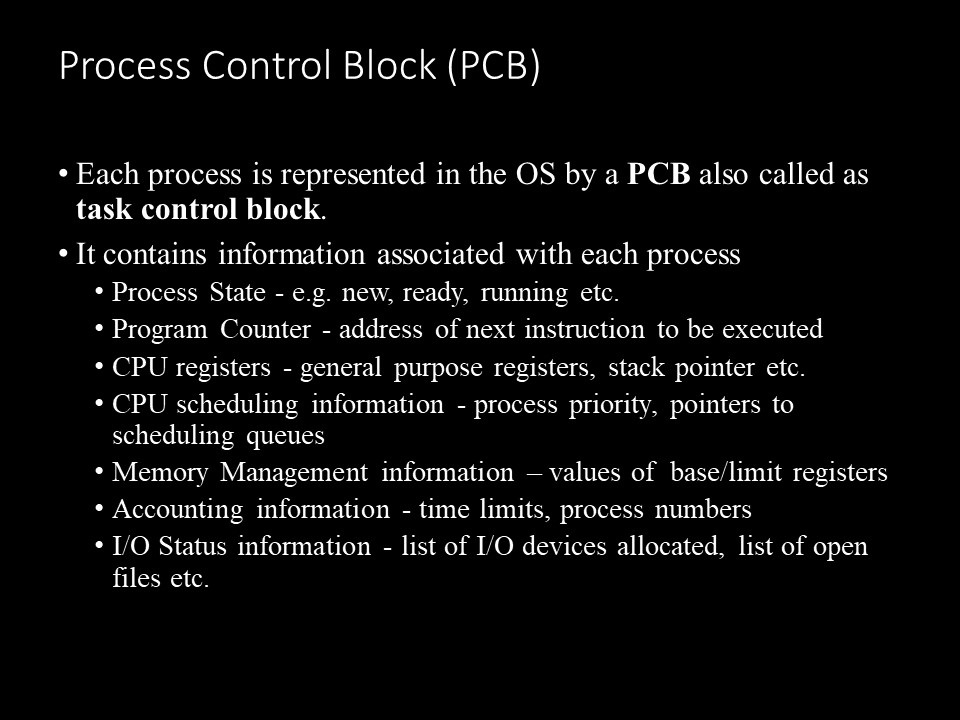 Process Control Block (PCB)
• Each process is represented in the OS by a PCB also called as
task control block.
• It contains information associated with each process
• Process State - e.g. new, ready, running etc.
• Program Counter - address of next instruction to be executed
• CPU registers - general purpose registers, stack pointer etc.
• CPU scheduling information - process priority, pointers to
scheduling queues
• Memory Management information – values of base/limit registers
• Accounting information - time limits, process numbers
• I/O Status information - list of I/O devices allocated, list of open
files etc.